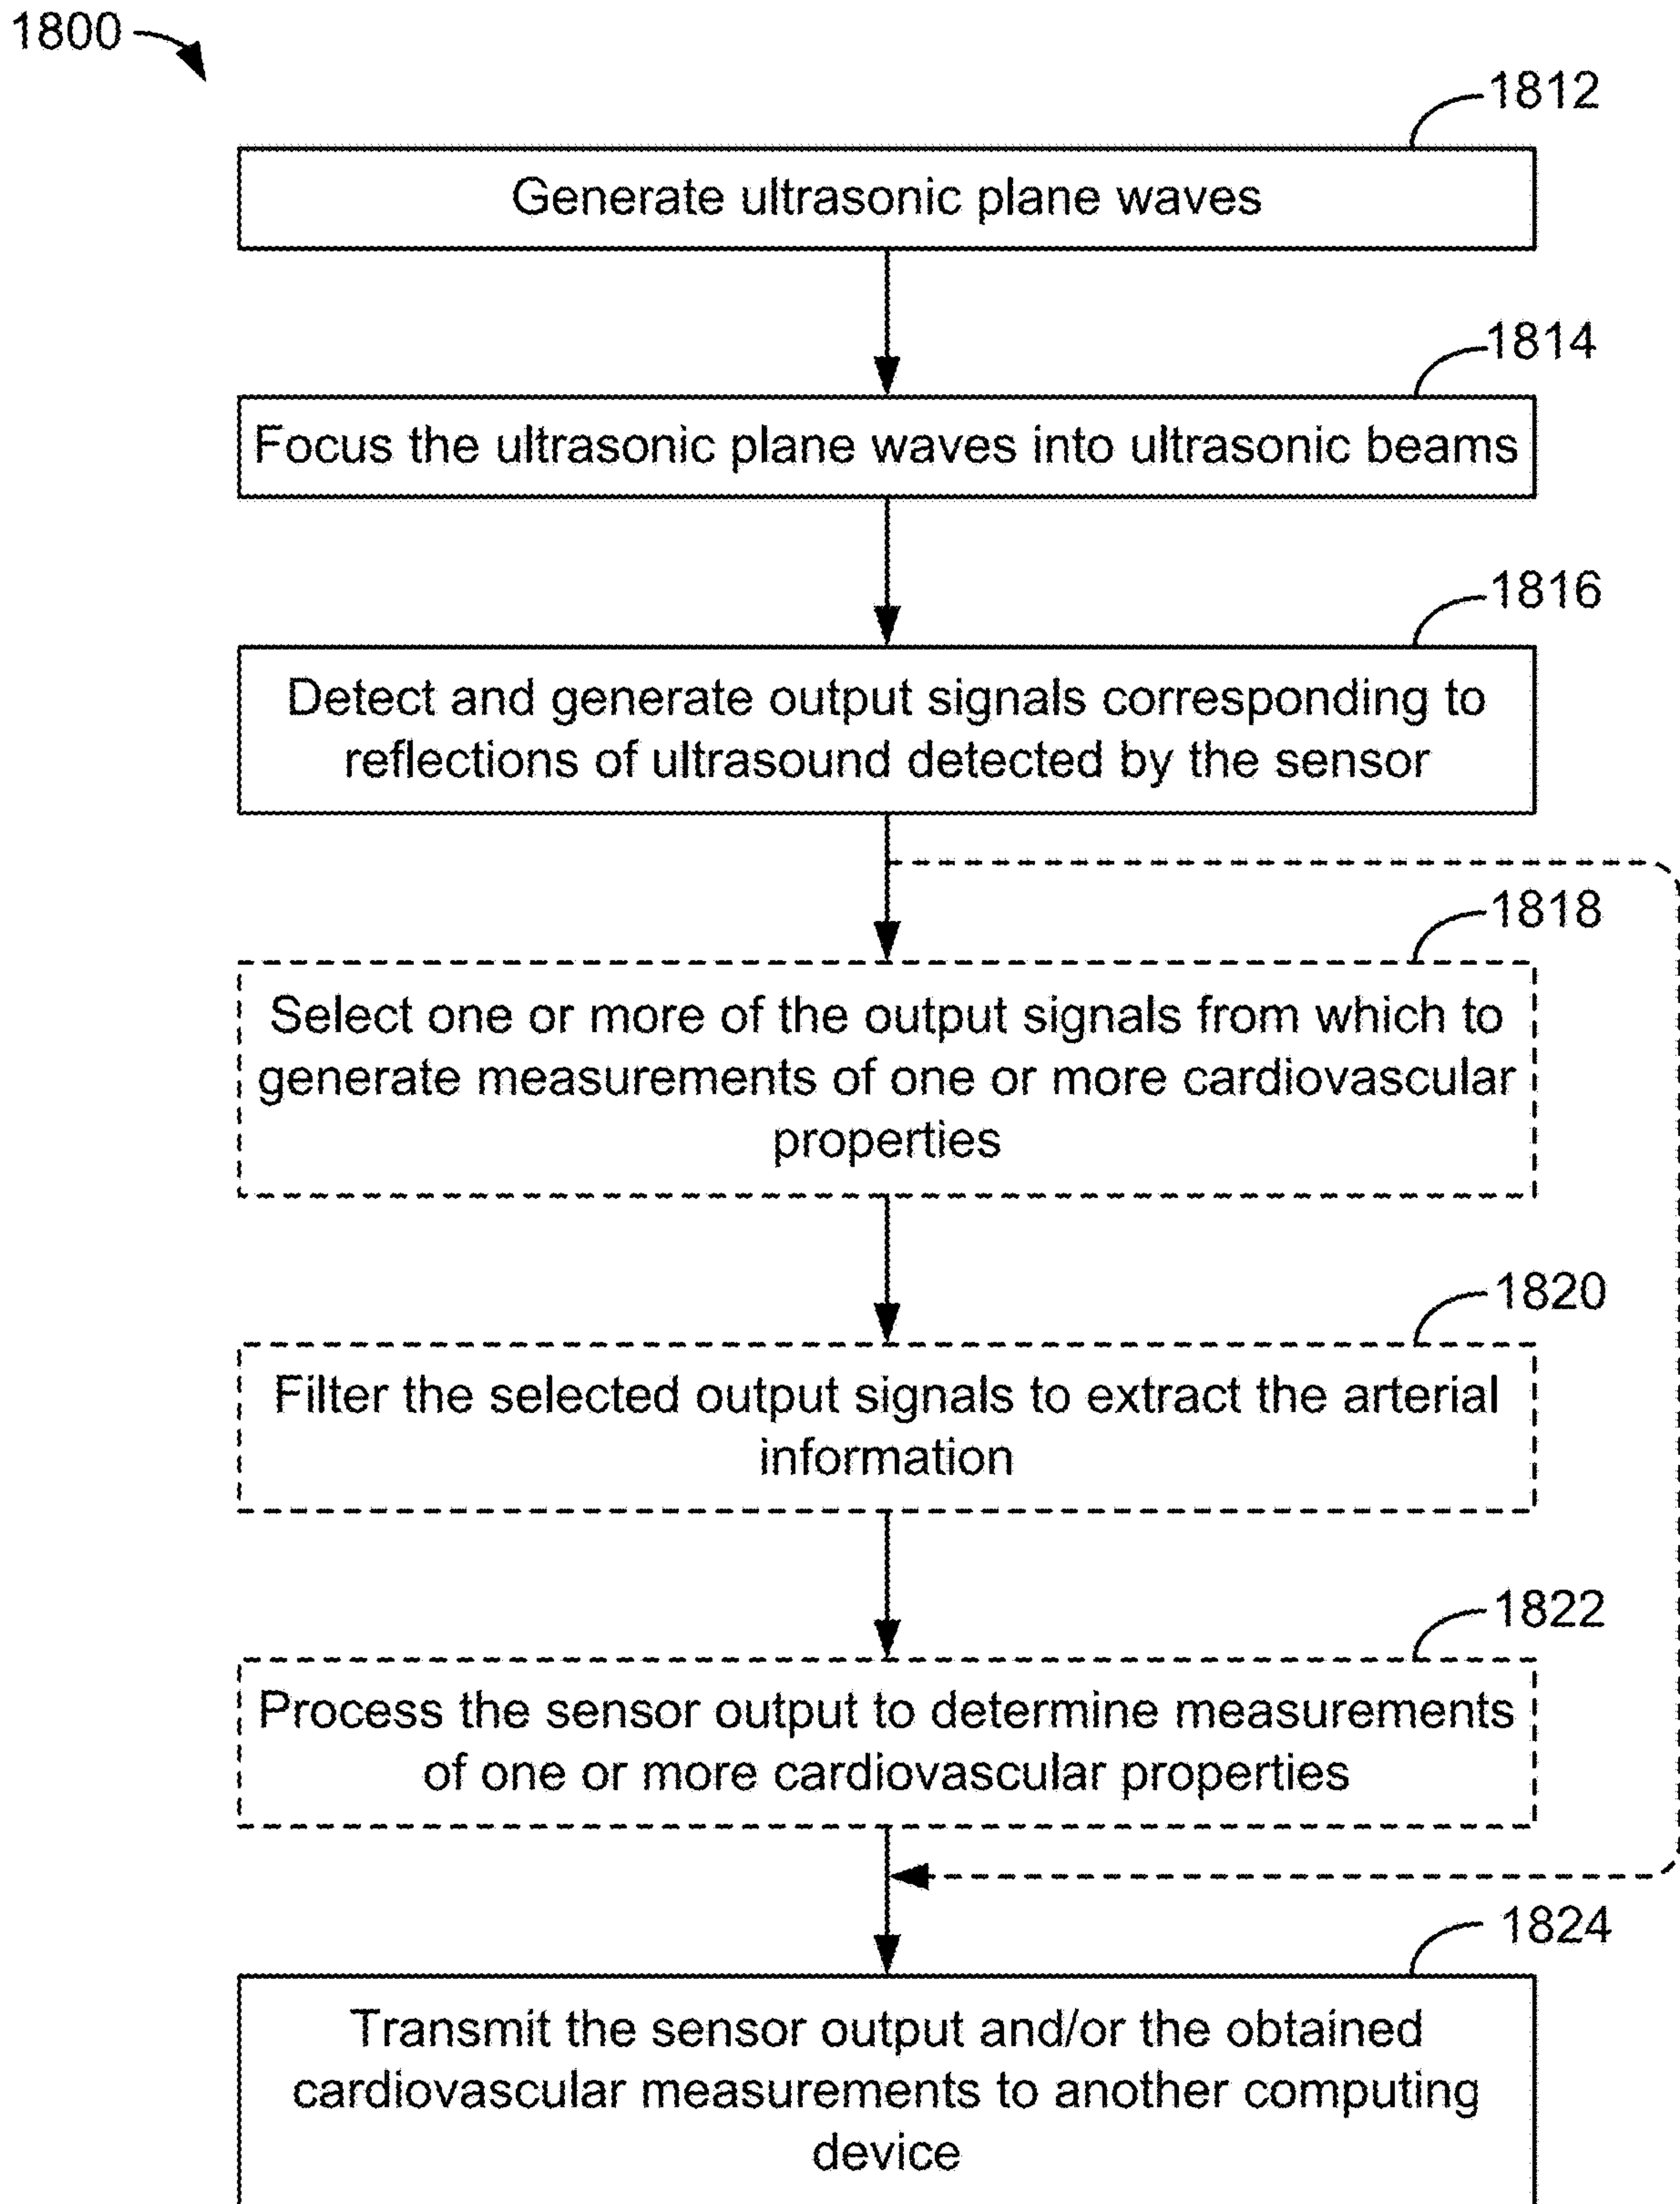 1800
1812
Generate ultrasonic plane waves
1814
Focus the ultrasonic plane waves into ultrasonic beams
1816
Detect and generate output signals corresponding to
reflections of ultrasound detected by the sensor
1818
Select one or more of the output signals from which to
generate measurements of one or more cardiovascular
properties
1820
Filter the selected output signals to extract the arterial
information
1822
Process the sensor output to determine measurements
of one or more cardiovascular properties
1824
Transmit the sensor output and/or the obtained
cardiovascular measurements to another computing
device